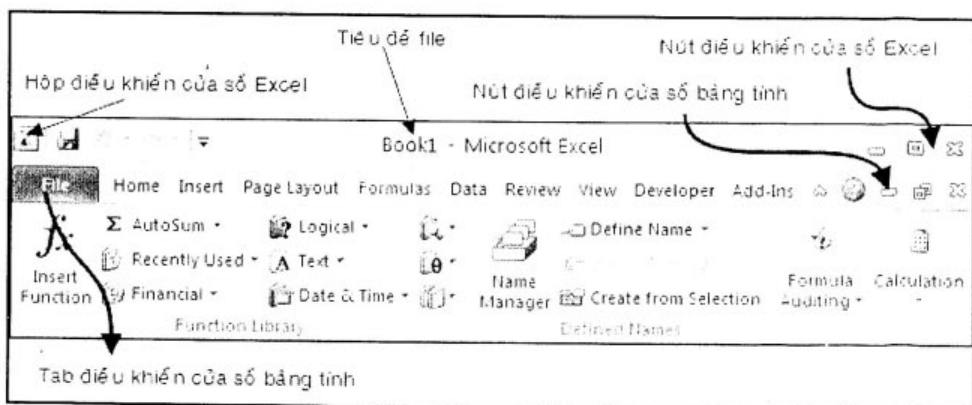 Tiêu đề file
Nút điều khiển cửa sổ Excel
Hộp điều khiển cửa sổ Excel
Nút điều khiển cửa sổ bảng tính
Book1 - Microsoft Excel
File Home Insert Page Layout Formulas Data Review View Developer Add-Ins
Σ AutoSum Logical Define Name
Recently Used A Text
Insert Function Financial Date & Time Name Manager Create from Selection Formula Auditing Calculation
Function Library Defined Names
Tab điều khiển cửa sổ bảng tính